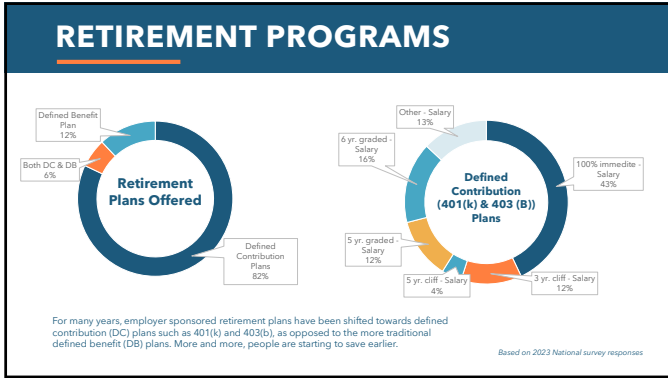 RETIREMENT PROGRAMS
Defined Benefit
Plan
12%
Both DC & DB
6%
Retirement
Plans Offered
Defined
Contribution
Plans
82%
Other - Salary
13%
6 yr. graded -
Salary
16%
5 yr. graded -
Salary
12%
5 yr. cliff - Salary
4%
Defined
Contribution
(401(k) & 403 (B))
Plans
100% immedite -
Salary
43%
3 yr. cliff - Salary
12%
For many years, employer sponsored retirement plans have been shifted towards defined
contribution (DC) plans such as 401(k) and 403(b), as opposed to the more traditional
defined benefit (DB) plans. More and more, people are starting to save earlier.
Based on 2023 National survey responses